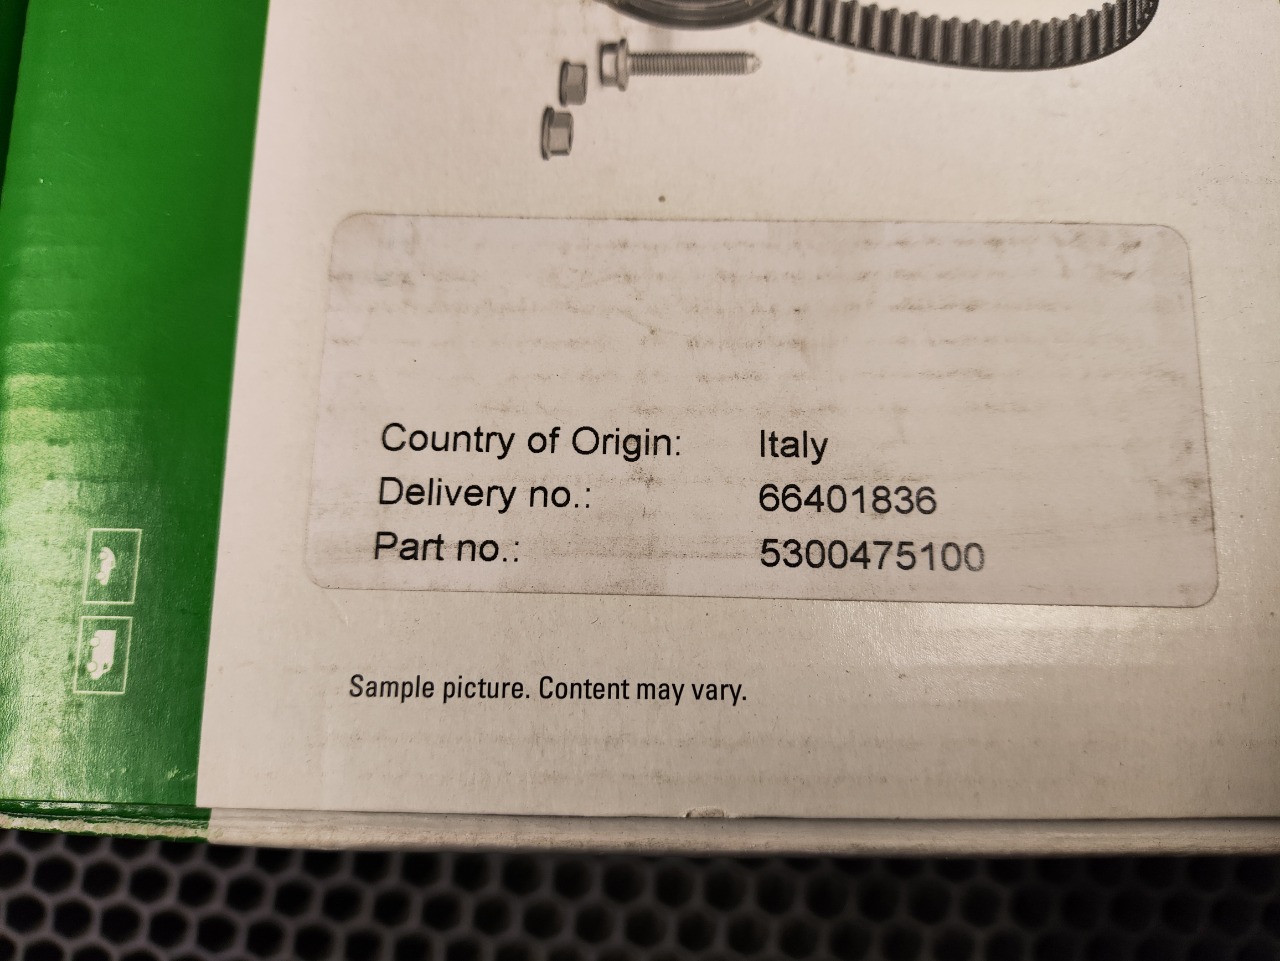 Country of Origin: Italy
Delivery no.: 66401836
Part no.: 5300475100
Sample picture. Content may vary.